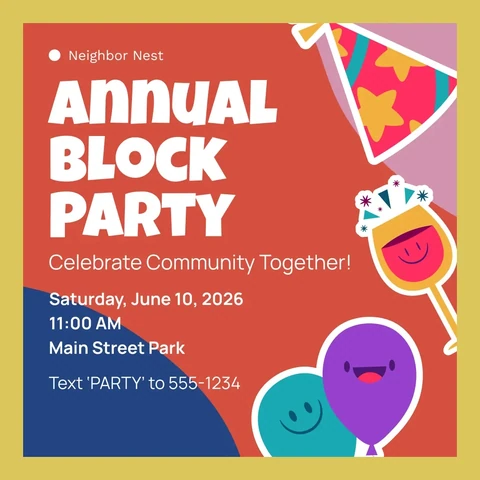 Neighbor Nest
ANNUAL
BLOCK
PARTY
Celebrate Community Together!
Saturday, June 10, 2026
11:00 AM
Main Street Park
Text 'PARTY' to 555-1234